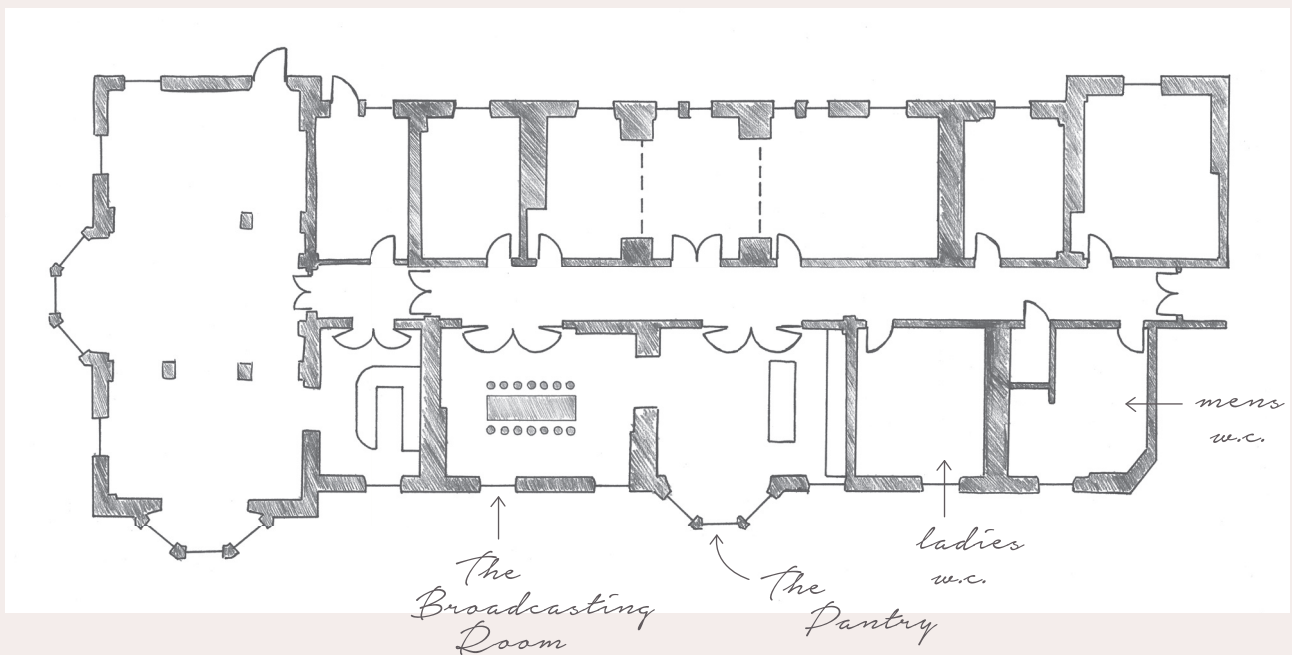 mens
w.c.
ladies
w.c.
The
Broadcasting
Room
The
Pantry